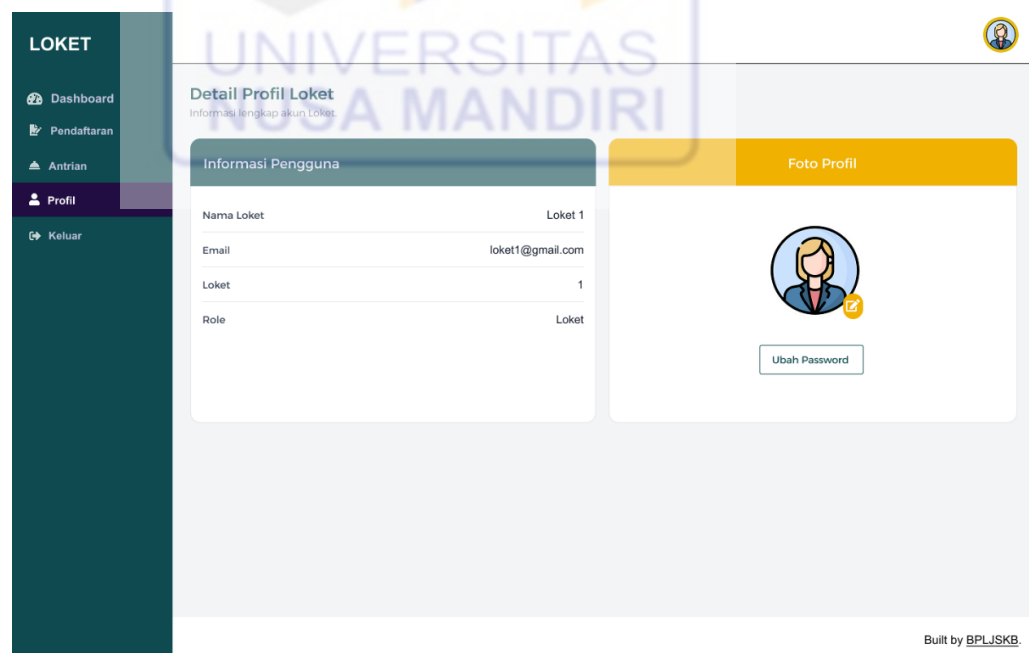 UNIVERSITAS
NUSA MANDIRI
LOKET
Dashboard
Pendaftaran
Antrian
Profil
Keluar
Detail Profil Loket
Informasi lengkap akun Loket.
Informasi Pengguna
Nama Loket Loket 1
Email loket1@gmail.com
Loket 1
Role Loket
Foto Profil
Ubah Password
Built by BPLJSKB.